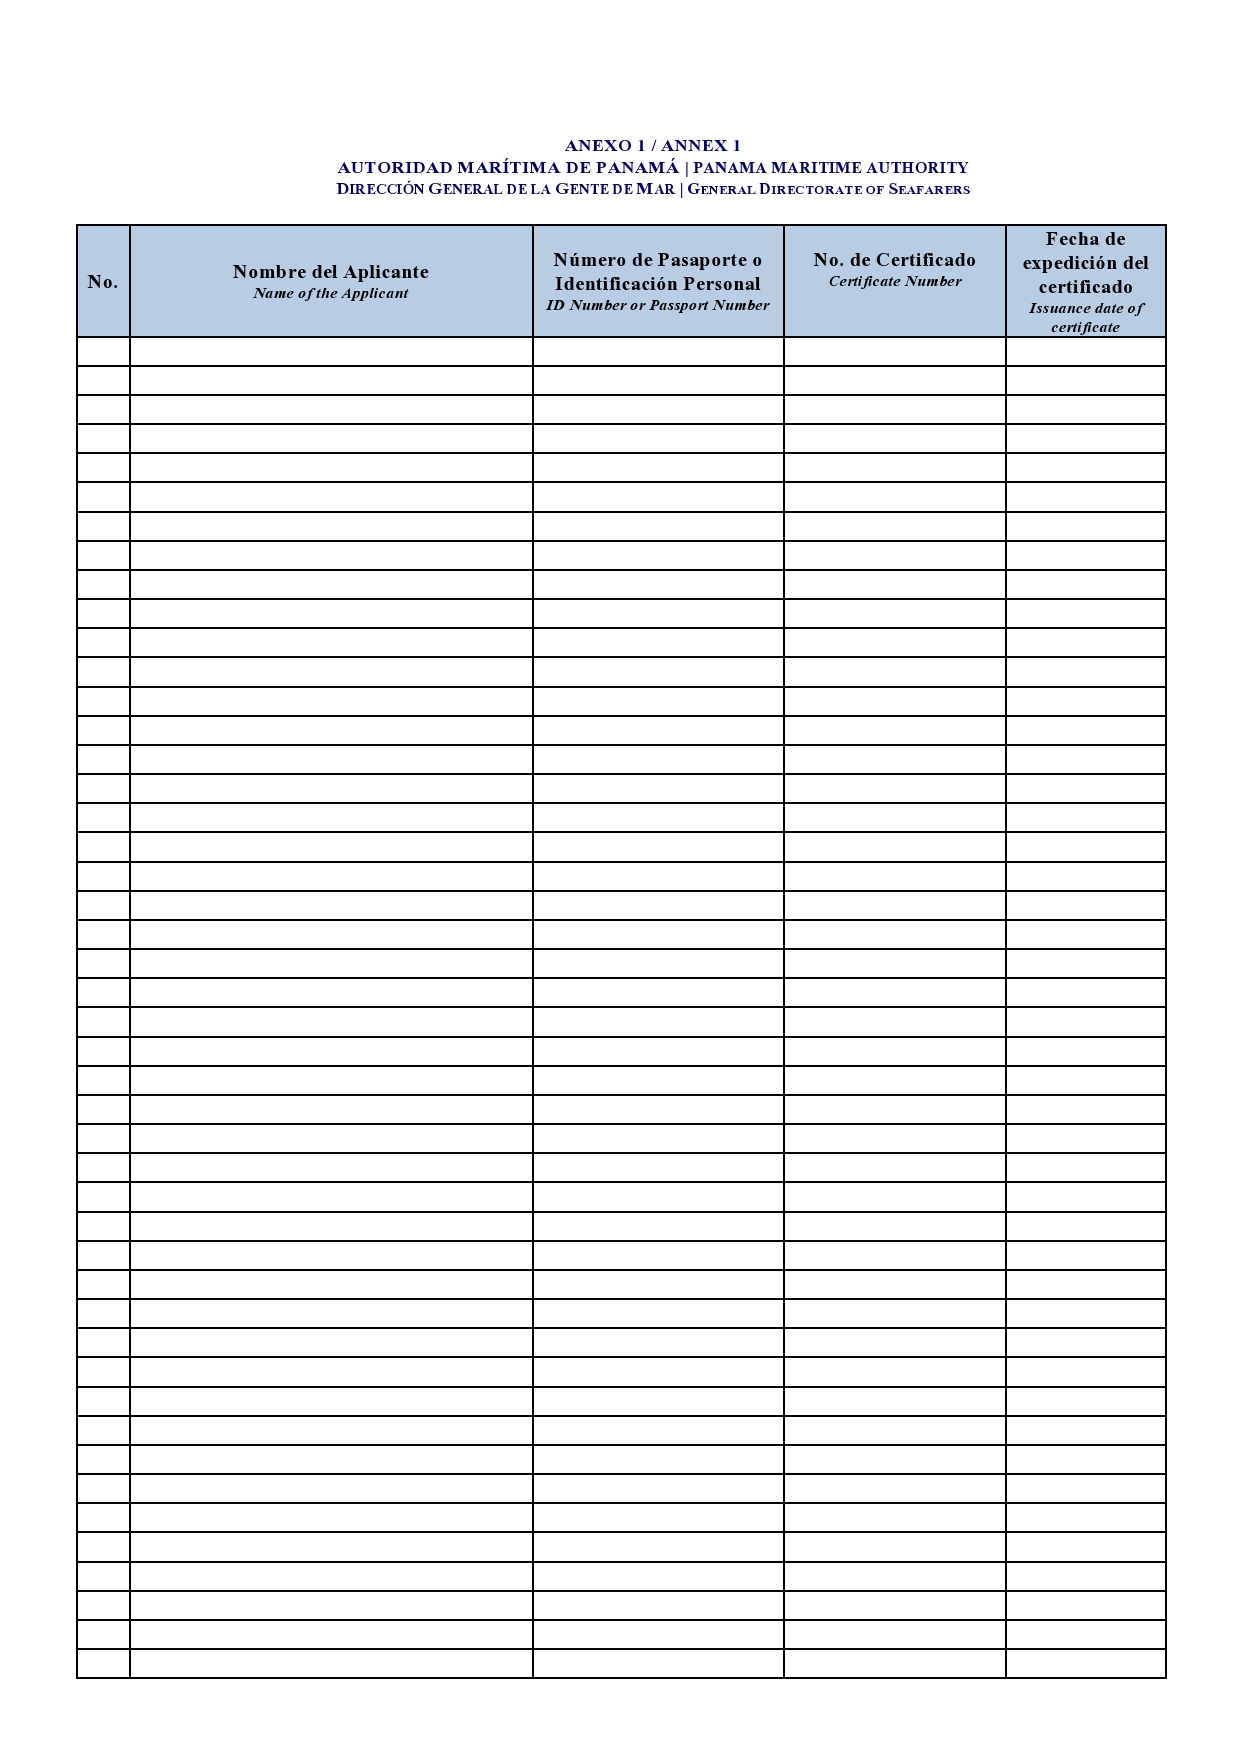 ANEXO 1 / ANNEX 1
AUTORIDAD MARÍTIMA DE PANAMÁ | PANAMA MARITIME AUTHORITY
DIRECCIÓN GENERAL DE LA GENTE DE MAR | GENERAL DIRECTORATE OF SEAFARERS
No.
Nombre del Aplicante
Name of the Applicant
Número de Pasaporte o
Identificación Personal
ID Number or Passport Number
No. de Certificado
Certificate Number
Fecha de
expedición del
certificado
Issuance date of
certificate